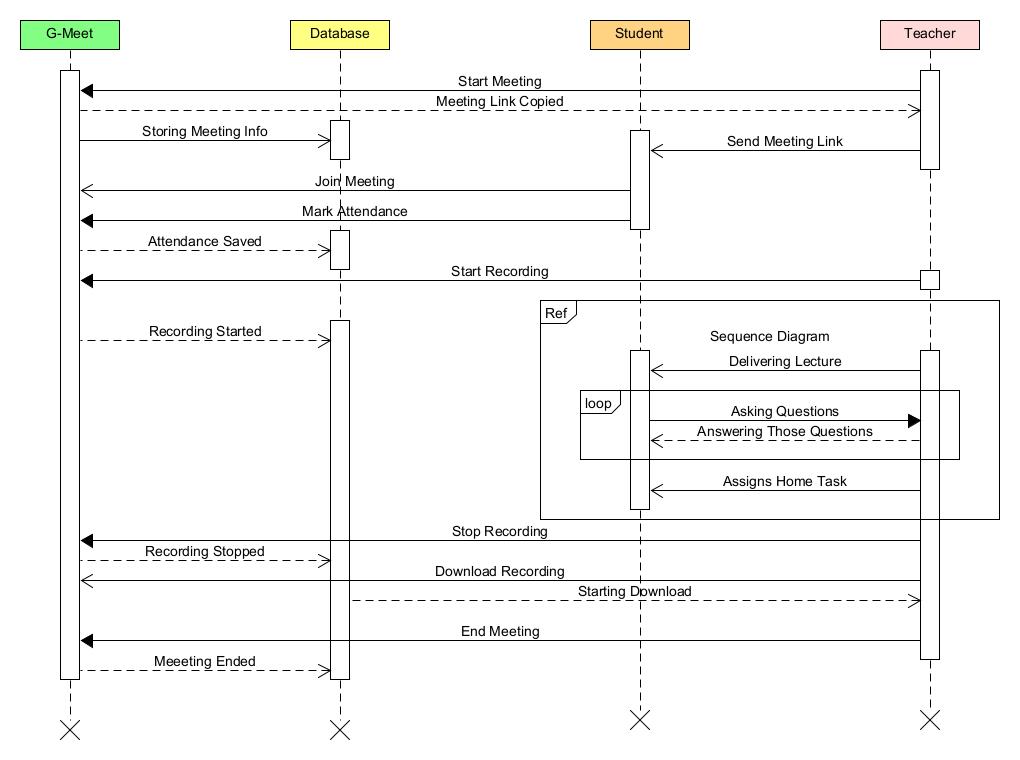 G-Meet
Database
Student
Teacher
Start Meeting
Meeting Link Copied
Storing Meeting Info
Send Meeting Link
Join Meeting
Mark Attendance
Attendance Saved
Start Recording
Ref
Recording Started
Sequence Diagram
Delivering Lecture
loop
Asking Questions
Answering Those Questions
Assigns Home Task
Stop Recording
Recording Stopped
Download Recording
Starting Download
End Meeting
Meeeting Ended